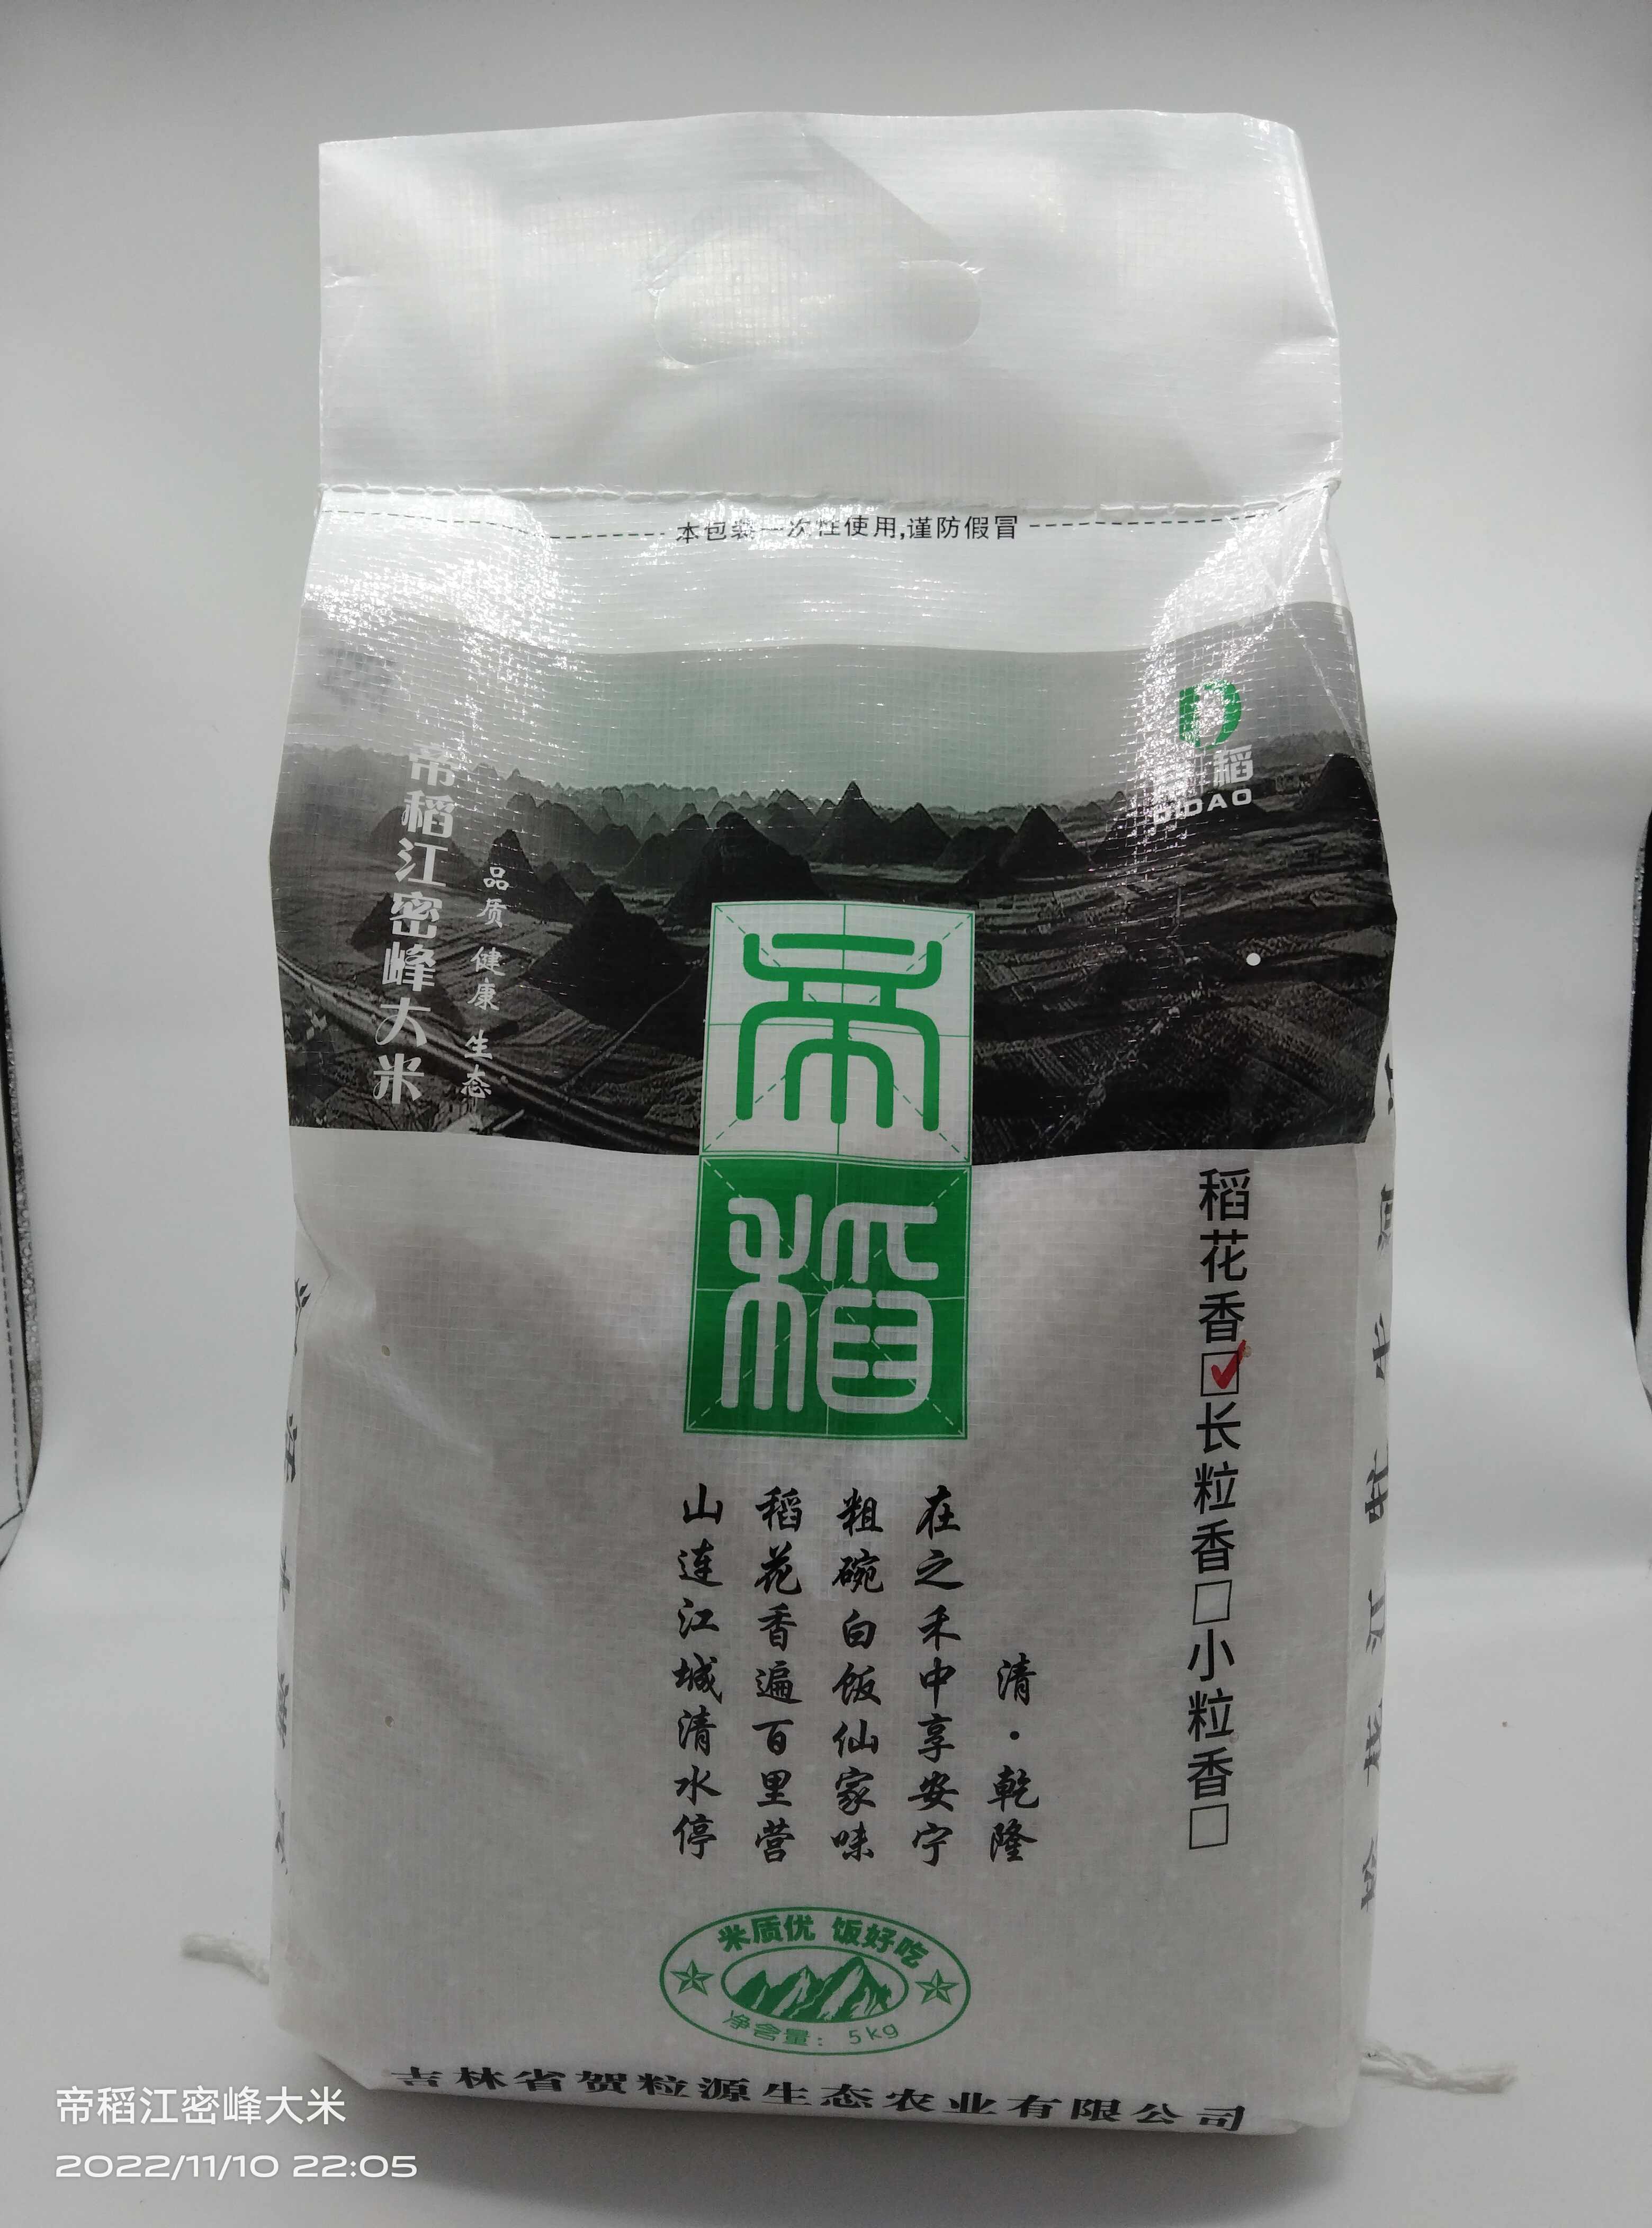 本包装一次性使用,谨防假冒
帝稻
DIDAO
帝稻江密峰大米
品质 健康 生态
帝稻
稻花香☑长粒香□小粒香□
山连江城清水停
稻花香遍百里营
粗碗白饭仙家味
在之禾中享安宁
清·乾隆
米质优 饭好吃
净含量: 5kg
吉林省贺粒源生态农业有限公司
帝稻江密峰大米
2022/11/10 22:05